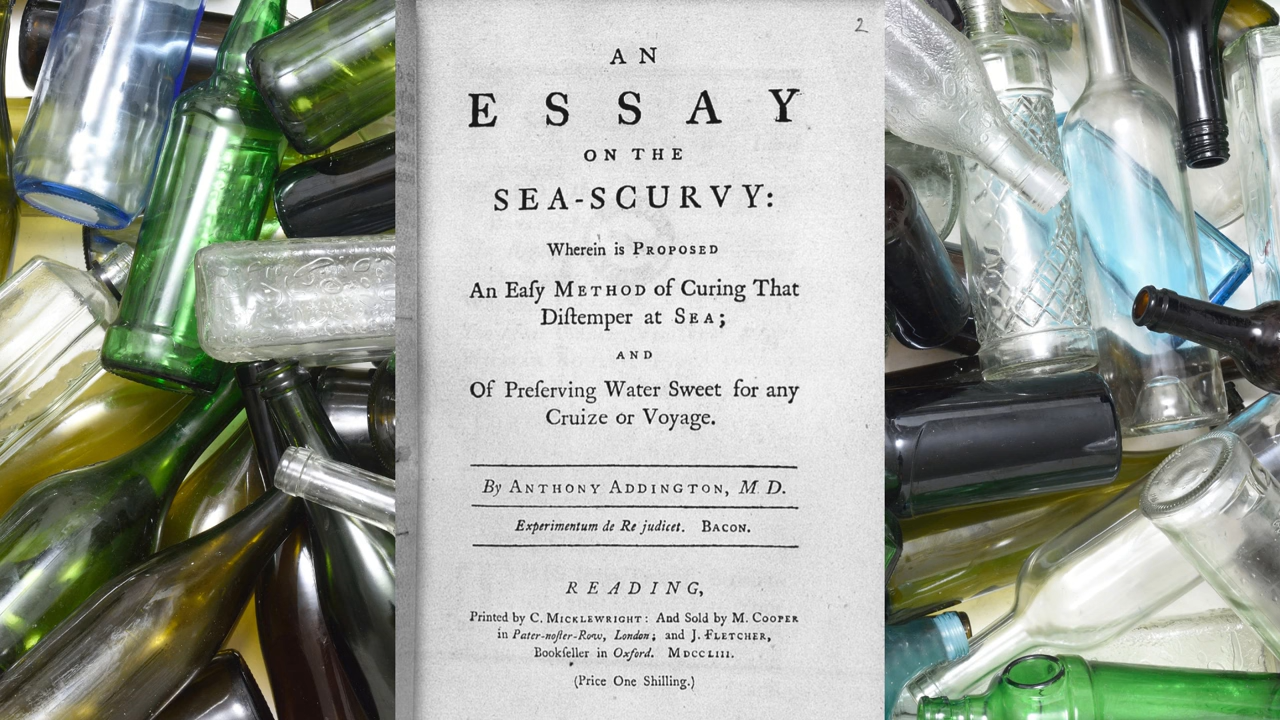 2
AN
ESSAY
ON THE
SEA-SCURVY:
Wherein is PROPOSED
An Eaſy METHOD of Curing That
Diſtemper at SEA;
AND
Of Preſerving Water Sweet for any
Cruize or Voyage.
By ANTHONY ADDINGTON, M. D.
Experimentum de Re judicet. BACON.
READING,
Printed by C. MICKLEWRIGHT: And Sold by M. COOPER
in Pater-noſter-Row, London; and J. FLETCHER,
Bookſeller in Oxford. MDCCLIII.
(Price One Shilling.)